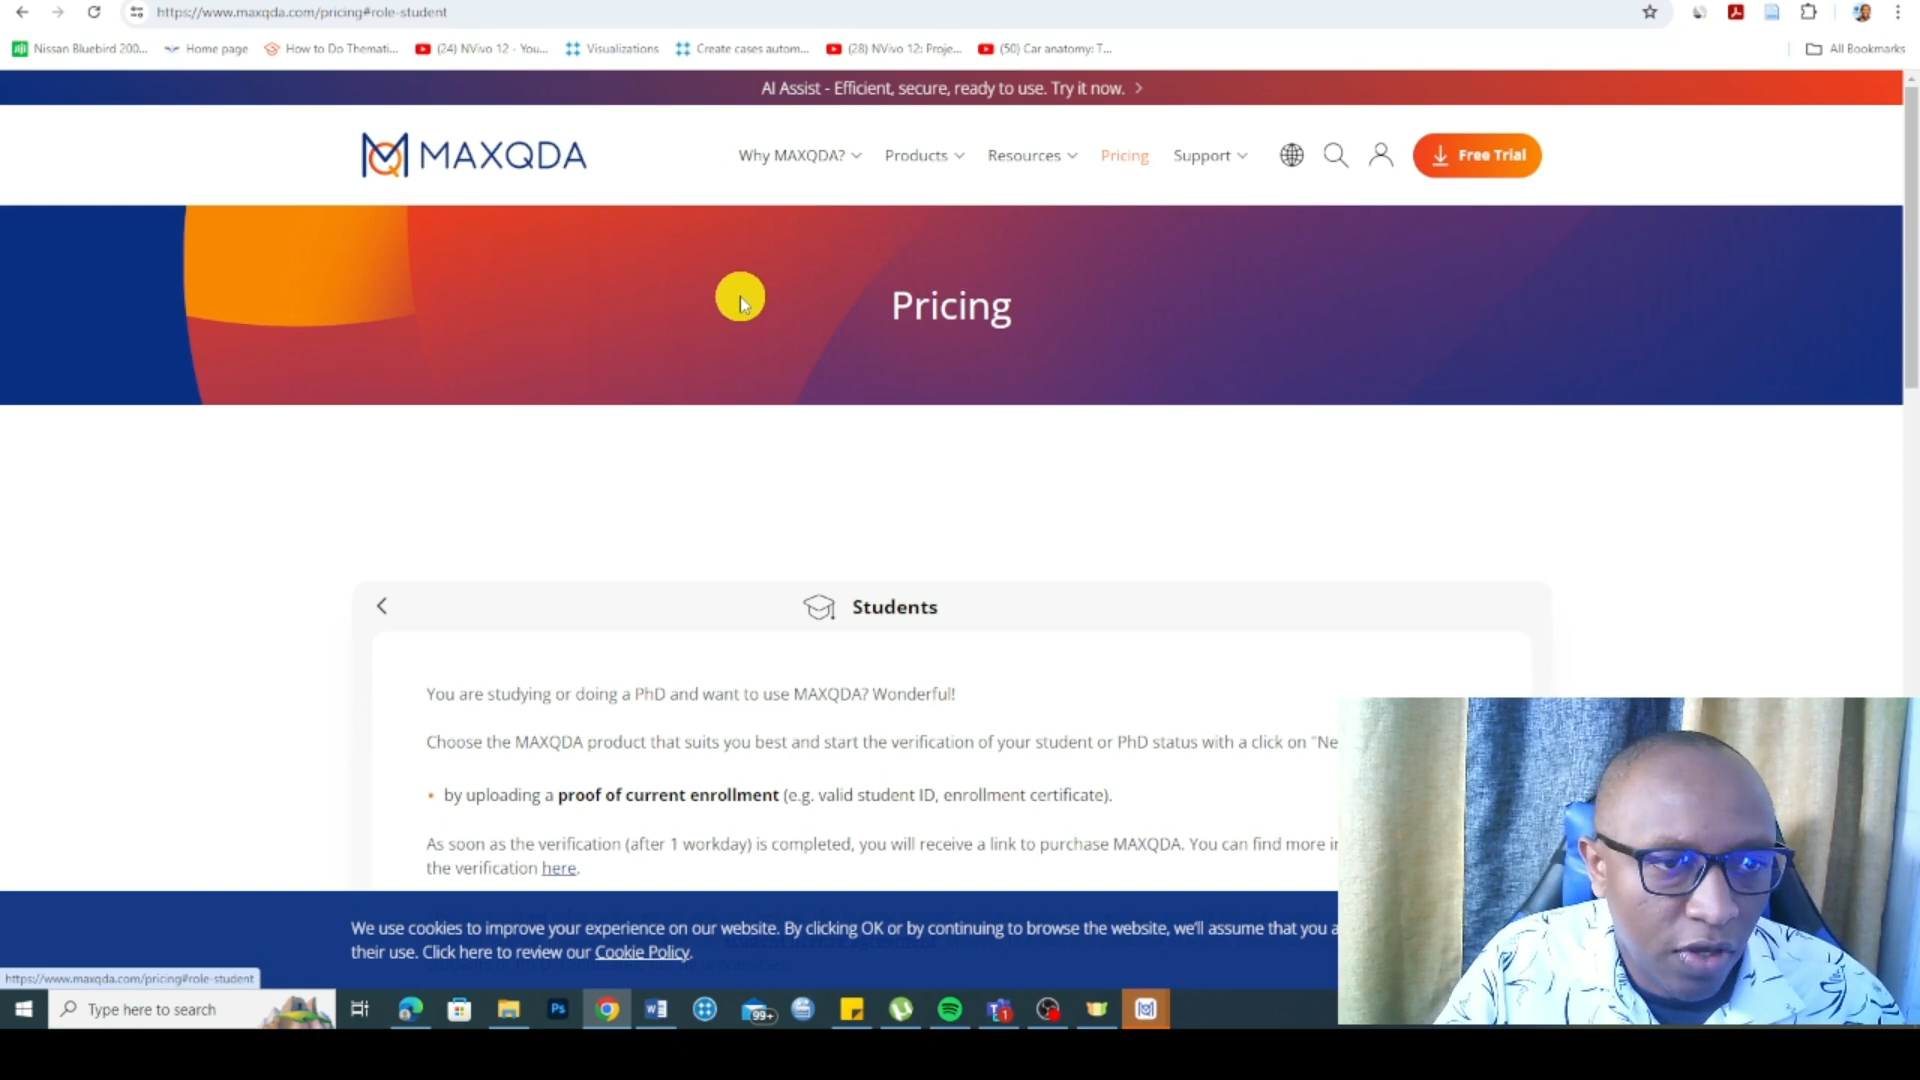 https://www.maxqda.com/pricing#role-student
Nissan Bluebird 200...
Home page
How to Do Themati...
(24) NVivo 12 - You...
Visualizations
Create cases autom...
(28) NVivo 12: Proje...
(50) Car anatomy: T...
All Bookmarks
AI Assist - Efficient, secure, ready to use. Try it now.
MAXQDA
Why MAXQDA?
Products
Resources
Pricing
Support
Free Trial
Pricing
Students
You are studying or doing a PhD and want to use MAXQDA? Wonderful!
Choose the MAXQDA product that suits you best and start the verification of your student or PhD status with a click on "Ne
• by uploading a proof of current enrollment (e.g. valid student ID, enrollment certificate).
As soon as the verification (after 1 workday) is completed, you will receive a link to purchase MAXQDA. You can find more in
the verification here.
We use cookies to improve your experience on our website. By clicking OK or by continuing to browse the website, we'll assume that you a
their use. Click here to review our Cookie Policy.
https://www.maxqda.com/pricing#role-student
Type here to search
Ps
99+
1